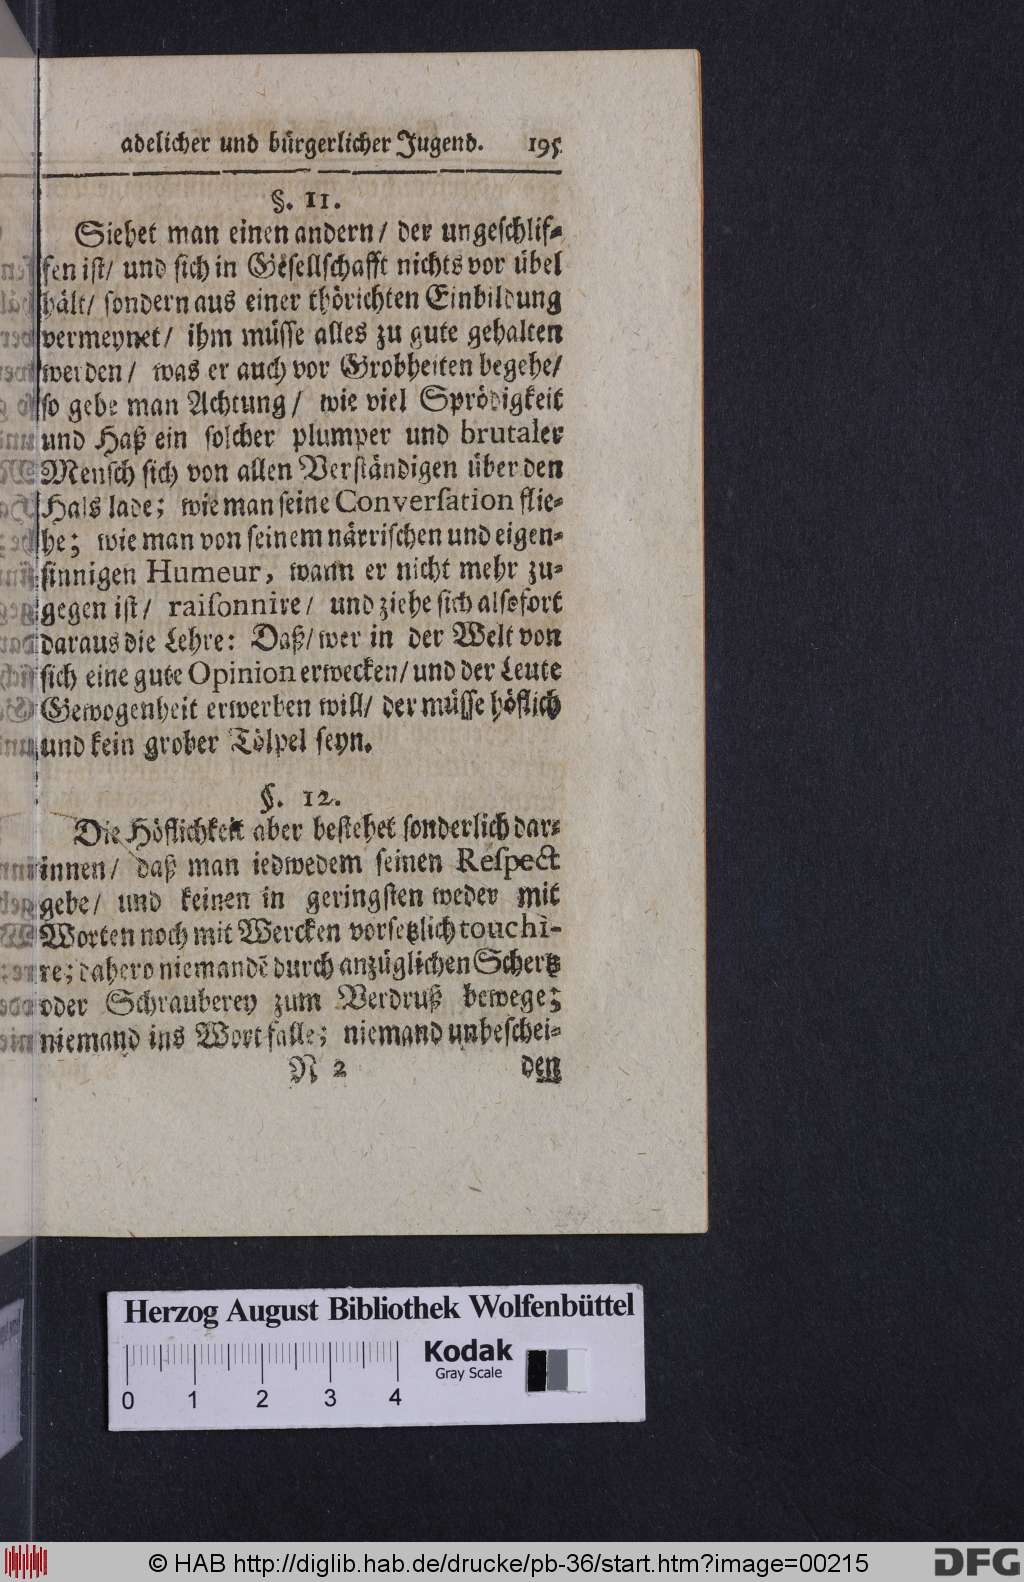 adelicher und bürgerlicher Jugend. 195
§. 11.
Siehet man einen andern/ der ungeschlif-
fen ist/ und sich in Gesellschafft nichts vor übel
hält/ sondern aus einer thörichten Einbildung
vermeynet/ ihm müsse alles zu gute gehalten
werden/ was er auch vor Grobheiten begehe/
so gebe man Achtung/ wie viel Sprödigkeit
und Haß ein solcher plumper und brutaler
Mensch sich von allen Verständigen über den
Hals lade; wie man seine Conversation flie-
he; wie man von seinem närrischen und eigen-
sinnigen Humeur, wann er nicht mehr zu-
gegen ist/ raisonnire/ und ziehe sich alsofort
daraus die Lehre: Daß/ wer in der Welt von
sich eine gute Opinion erwecken/ und der Leute
Gewogenheit erwerben will/ der müsse höflich
und kein grober Tölpel seyn.
§. 12.
Die Höflichkeit aber bestehet sonderlich dar-
innen/ daß man iedwedem seinen Respect
gebe/ und keinen in geringsten weder mit
Worten noch mit Wercken vorsetzlich touchi-
re; dahero niemandē durch anzüglichen Schertz
oder Schrauberey zum Verdruß bewege;
niemand ins Wort falle; niemand unbeschei-
N 2 den
Herzog August Bibliothek Wolfenbüttel
Kodak
Gray Scale
0 1 2 3 4
© HAB http://diglib.hab.de/drucke/pb-36/start.htm?image=00215
DFG